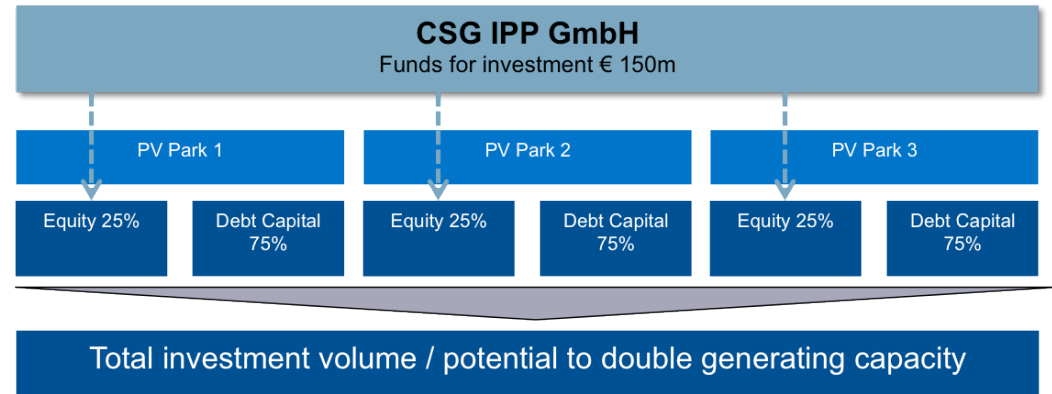 CSG IPP GmbH
Funds for investment € 150m
PV Park 1
PV Park 2
PV Park 3
Equity 25%
Debt Capital
75%
Equity 25%
Debt Capital
75%
Equity 25%
Debt Capital
75%
Total investment volume / potential to double generating capacity